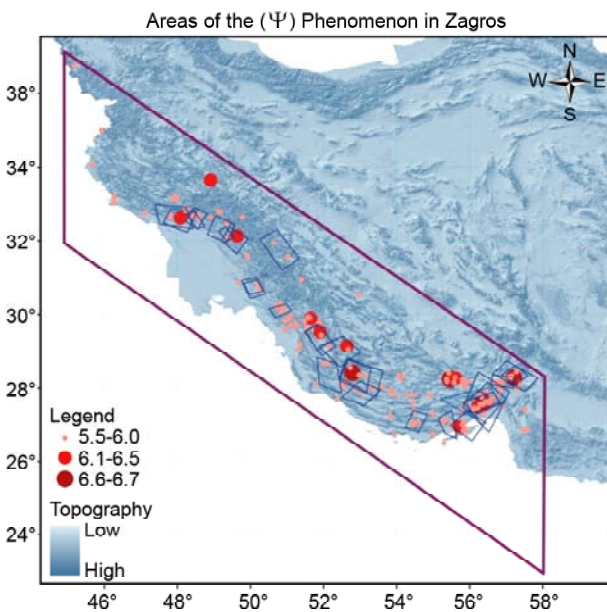 Areas of the (Ψ) Phenomenon in Zagros
N
W E
S
38°
34°
32°
30°
28°
26°
24°
Legend
5.5-6.0
6.1-6.5
6.6-6.7
Topography
Low
High
46° 48° 50° 52° 54° 56° 58°